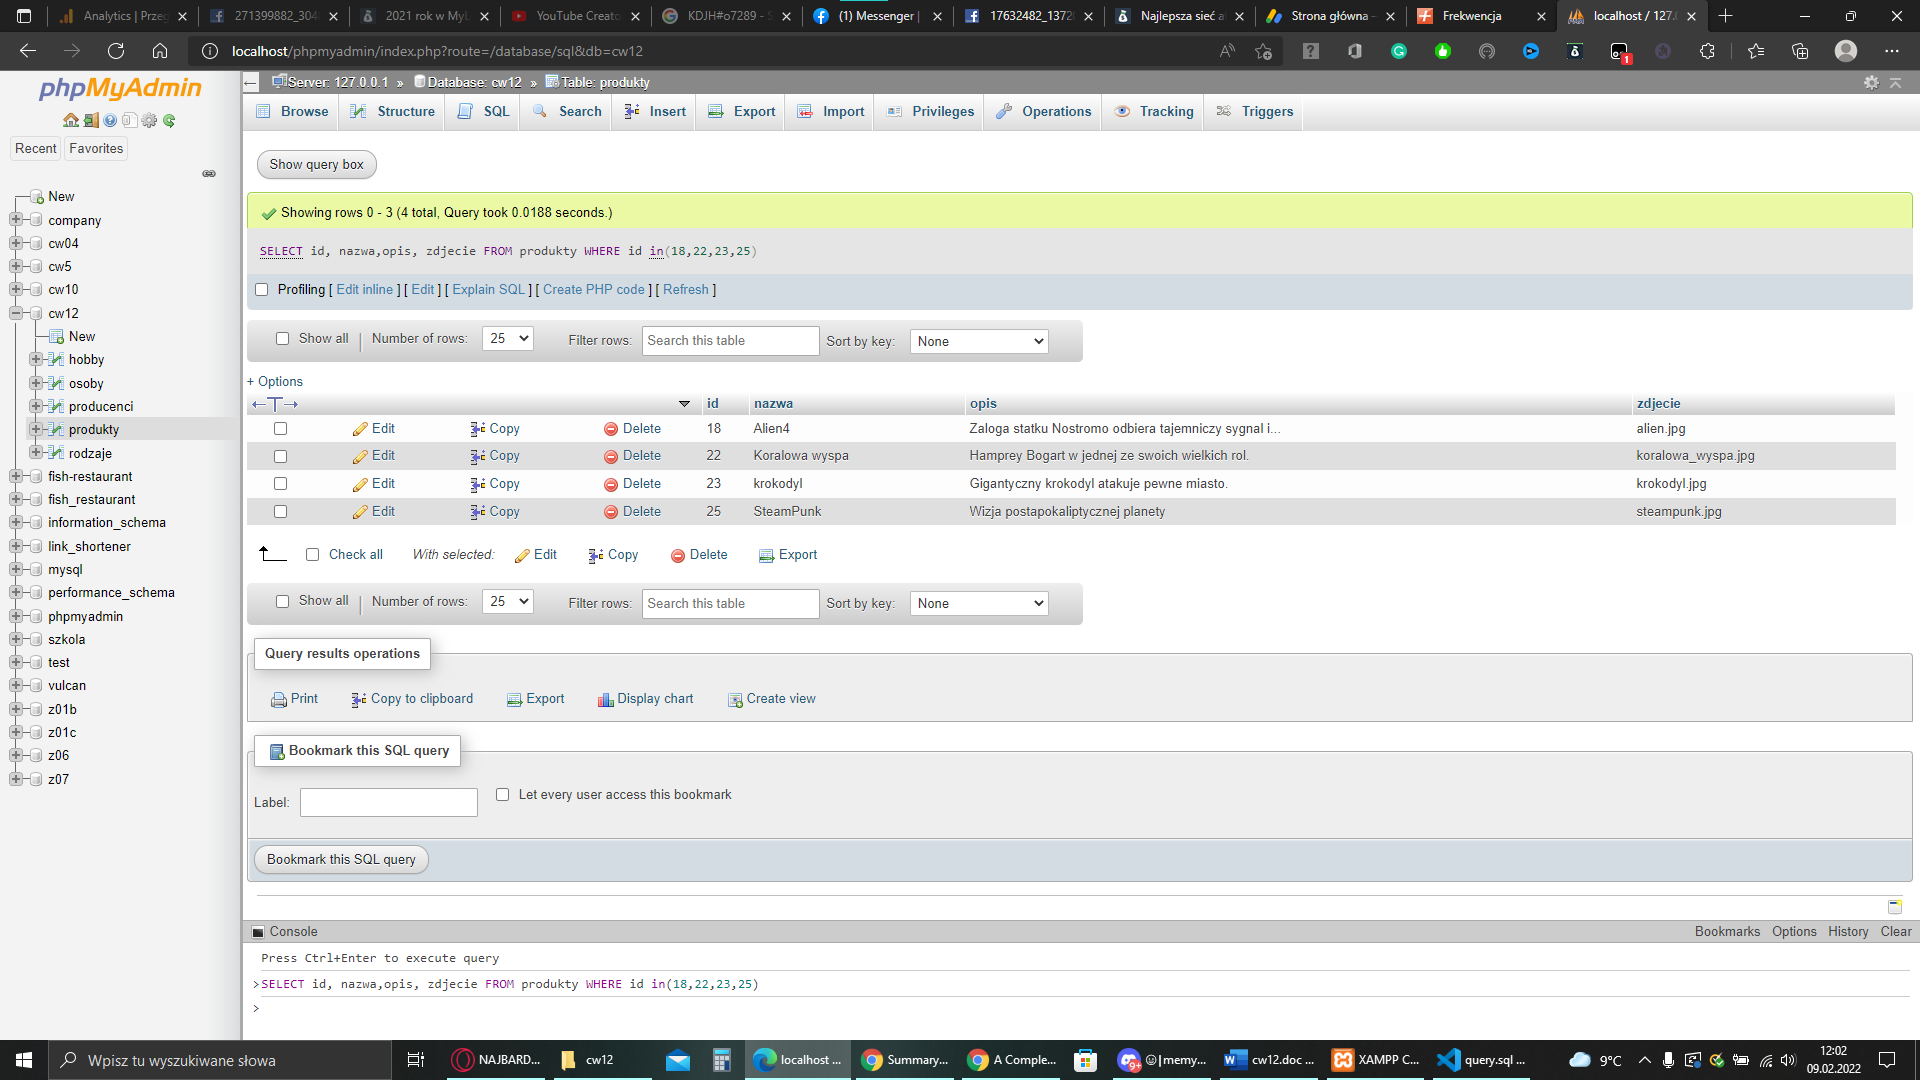 Analytics | Przeg
271399882_304
2021 rok w MyL
YouTube Creato
KDJH#o7289 - S
(1) Messenger |
17632482_1372
Najlepsza sieć a
Strona główna -
Frekwencja
localhost / 127.0
localhost/phpmyadmin/index.php?route=/database/sql&db=cw12
1
phpMyAdmin
Recent
Favorites
New
company
cw04
cw5
cw10
cw12
New
hobby
osoby
producenci
produkty
rodzaje
fish-restaurant
fish_restaurant
information_schema
link_shortener
mysql
performance_schema
phpmyadmin
szkola
test
vulcan
z01b
z01c
z06
z07
Server: 127.0.0.1 » Database: cw12 » Table: produkty
Browse Structure SQL Search Insert Export Import Privileges Operations Tracking Triggers
Show query box
Showing rows 0 - 3 (4 total, Query took 0.0188 seconds.)
SELECT id, nazwa,opis, zdjecie FROM produkty WHERE id in(18,22,23,25)
Profiling [ Edit inline ] [ Edit ] [ Explain SQL ] [ Create PHP code ] [ Refresh ]
Show all | Number of rows: 25 Filter rows: Search this table Sort by key: None
+ Options
id nazwa opis zdjecie
Edit Copy Delete 18 Alien4 Zaloga statku Nostromo odbiera tajemniczy sygnal i... alien.jpg
Edit Copy Delete 22 Koralowa wyspa Hamprey Bogart w jednej ze swoich wielkich rol. koralowa_wyspa.jpg
Edit Copy Delete 23 krokodyl Gigantyczny krokodyl atakuje pewne miasto. krokodyl.jpg
Edit Copy Delete 25 SteamPunk Wizja postapokaliptycznej planety steampunk.jpg
Check all With selected: Edit Copy Delete Export
Show all | Number of rows: 25 Filter rows: Search this table Sort by key: None
Query results operations
Print Copy to clipboard Export Display chart Create view
Bookmark this SQL query
Label: Let every user access this bookmark
Bookmark this SQL query
Console Bookmarks Options History Clear
Press Ctrl+Enter to execute query
>SELECT id, nazwa,opis, zdjecie FROM produkty WHERE id in(18,22,23,25)
>
Wpisz tu wyszukiwane słowa
NAJBARD...
cw12
localhost ...
Summary...
A Comple...
9+
|memy...
cw12.doc ...
XAMPP C...
query.sql ...
9°C
12:02
09.02.2022